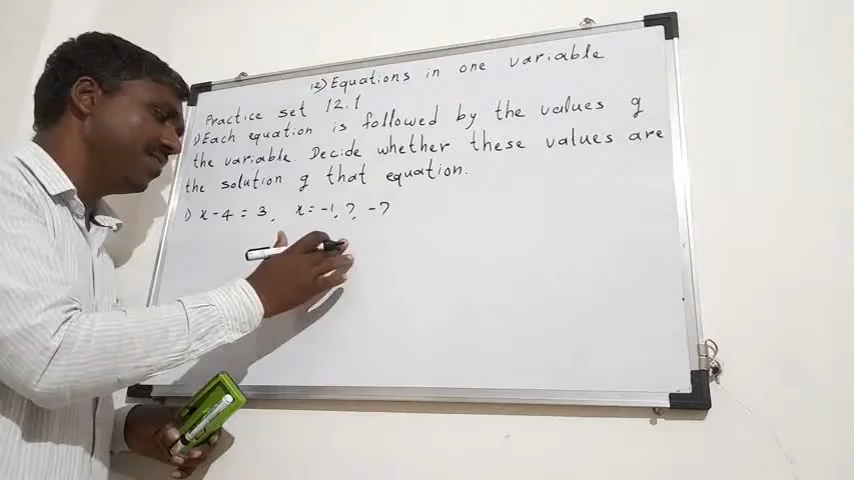 12) Equations in one variable
Practice set 12.1
1) Each equation is followed by the values of
the variable. Decide whether these values are
the solution of that equation.
1) x - 4 = 3, x = -1, 7, -7